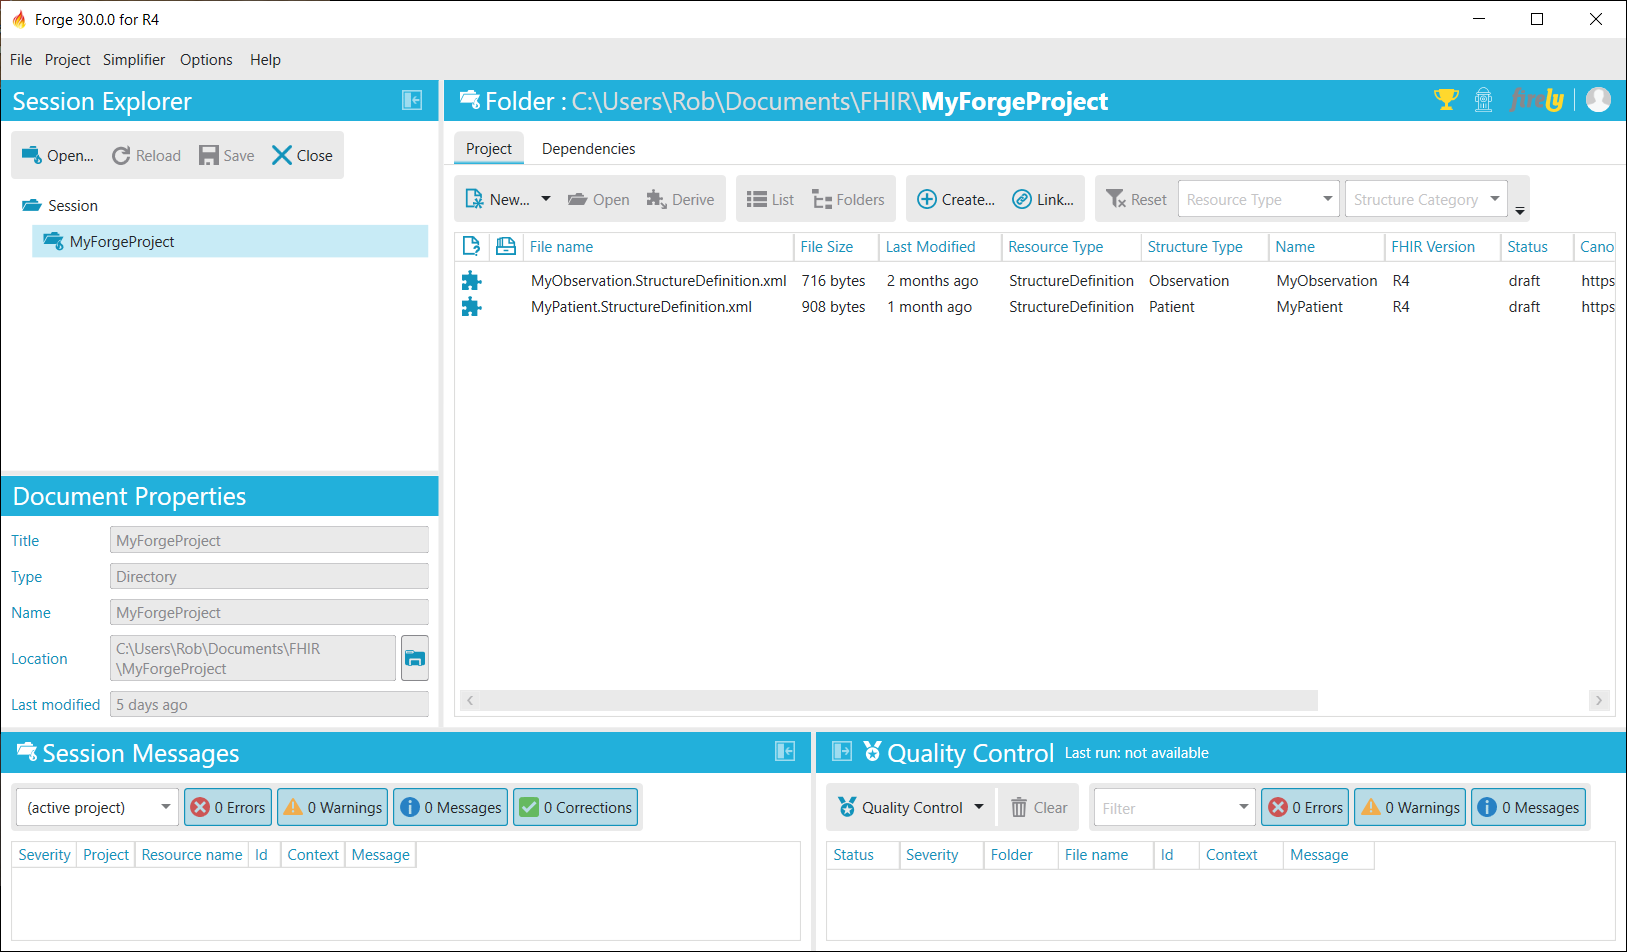 Forge 30.0.0 for R4
File Project Simplifier Options Help
Session Explorer
Folder : C:\Users\Rob\Documents\FHIR\MyForgeProject
firely
Open... Reload Save Close
Session
MyForgeProject
Project Dependencies
New... Open Derive List Folders Create... Link... Reset Resource Type Structure Category
File name File Size Last Modified Resource Type Structure Type Name FHIR Version Status Cano
MyObservation.StructureDefinition.xml 716 bytes 2 months ago StructureDefinition Observation MyObservation R4 draft https
MyPatient.StructureDefinition.xml 908 bytes 1 month ago StructureDefinition Patient MyPatient R4 draft https
Document Properties
Title MyForgeProject
Type Directory
Name MyForgeProject
Location C:\Users\Rob\Documents\FHIR
\MyForgeProject
Last modified 5 days ago
Session Messages
(active project) 0 Errors 0 Warnings 0 Messages 0 Corrections
Severity Project Resource name Id Context Message
Quality Control Last run: not available
Quality Control Clear Filter 0 Errors 0 Warnings 0 Messages
Status Severity Folder File name Id Context Message